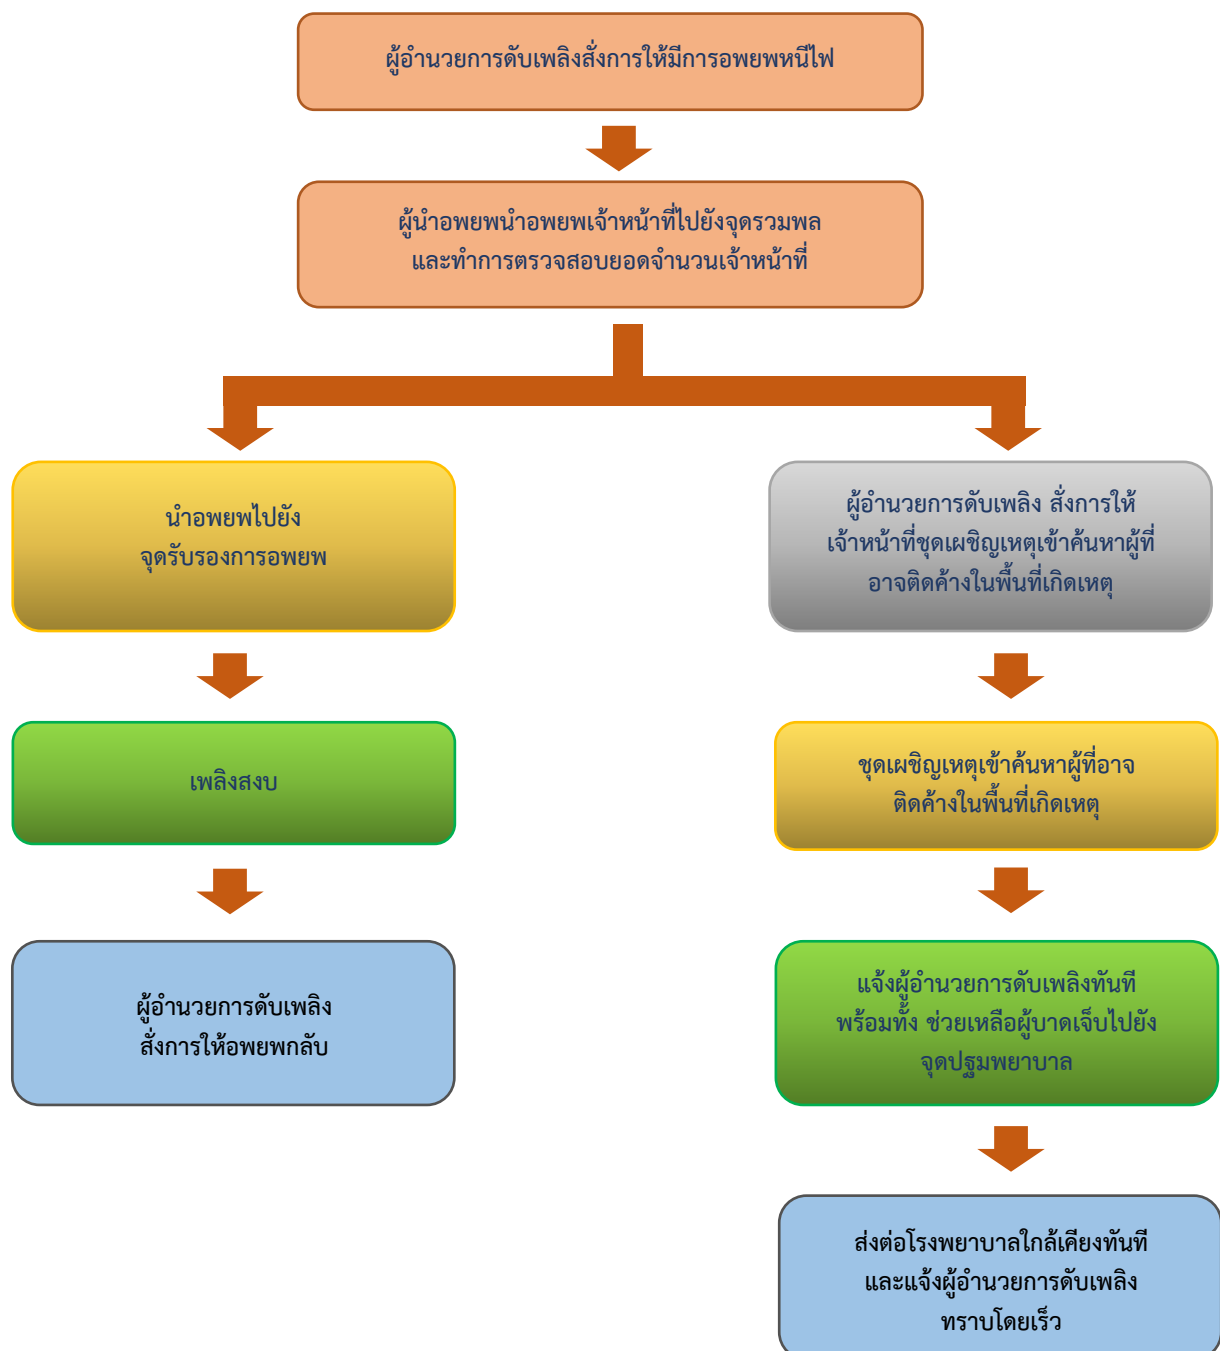 ผู้อำนวยการดับเพลิงสั่งการให้มีการอพยพหนีไฟ
ผู้นำอพยพนำอพยพเจ้าหน้าที่ไปยังจุดรวมพล
และทำการตรวจสอบยอดจำนวนเจ้าหน้าที่
นำอพยพไปยัง
จุดรับรองการอพยพ
เพลิงสงบ
ผู้อำนวยการดับเพลิง
สั่งการให้อพยพกลับ
ผู้อำนวยการดับเพลิง สั่งการให้
เจ้าหน้าที่ชุดเผชิญเหตุเข้าค้นหาผู้ที่
อาจติดค้างในพื้นที่เกิดเหตุ
ชุดเผชิญเหตุเข้าค้นหาผู้ที่อาจ
ติดค้างในพื้นที่เกิดเหตุ
แจ้งผู้อำนวยการดับเพลิงทันที
พร้อมทั้ง ช่วยเหลือผู้บาดเจ็บไปยัง
จุดปฐมพยาบาล
ส่งต่อโรงพยาบาลใกล้เคียงทันที
และแจ้งผู้อำนวยการดับเพลิง
ทราบโดยเร็ว